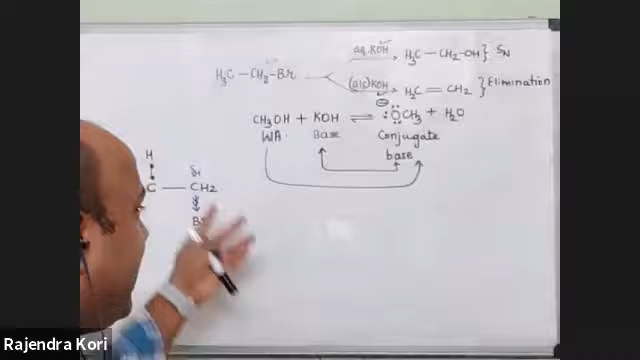 aq.KOH
H₃C — CH₂—OH } SN
H₃C — CH₂—Br
(alc)KOH
H₂C = CH₂ } Elimination
CH₃OH + KOH ⇌ :ÖCH₃ + H₂O
WA Base Conjugate
base
H δ+
C — CH₂
Br
Rajendra Kori